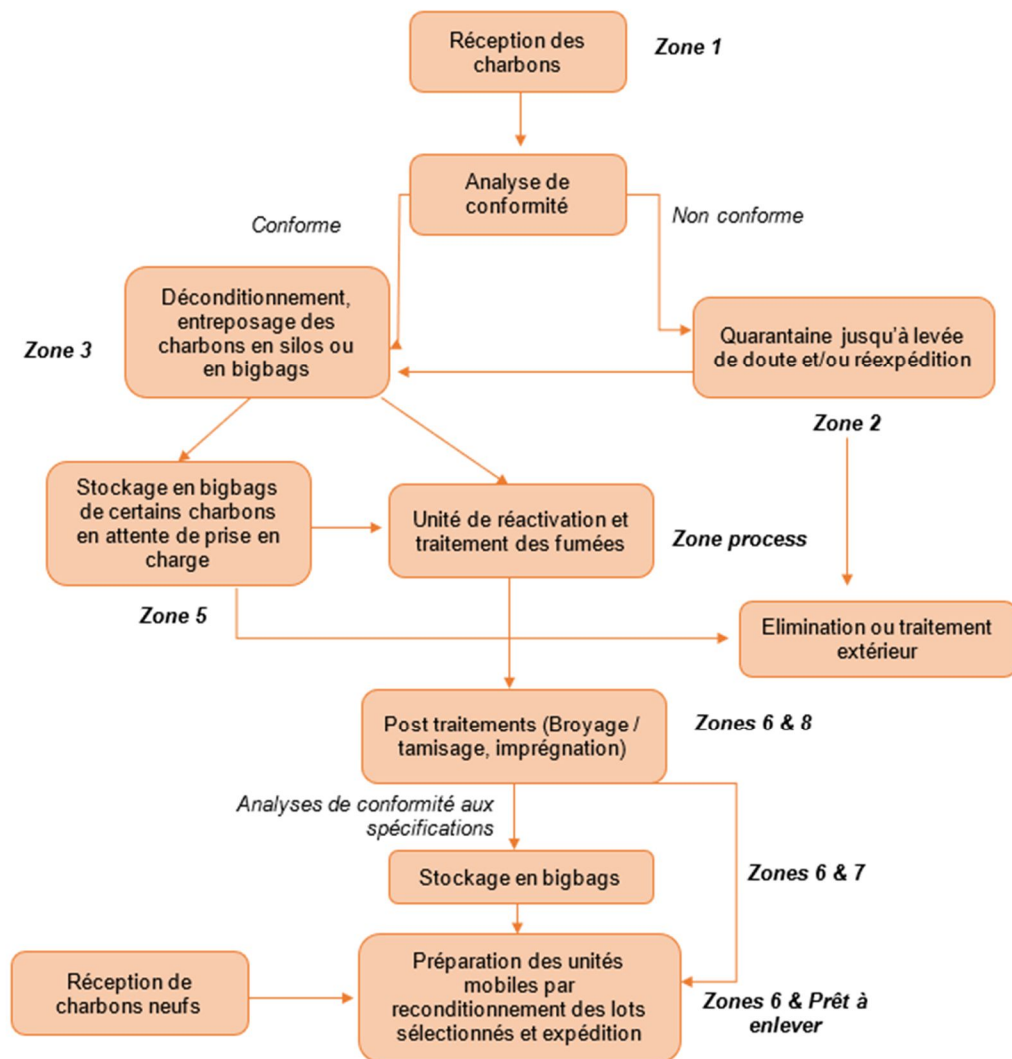 Réception des
charbons
Zone 1
Analyse de
conformité
Conforme
Non conforme
Déconditionnement,
entreposage des
charbons en silos ou
en bigbags
Zone 3
Quarantaine jusqu'à levée
de doute et/ou réexpédition
Zone 2
Stockage en bigbags
de certains charbons
en attente de prise en
charge
Unité de réactivation et
traitement des fumées
Zone process
Zone 5
Elimination ou traitement
extérieur
Post traitements (Broyage /
tamisage, imprégnation)
Zones 6 & 8
Analyses de conformité aux
spécifications
Zones 6 & 7
Stockage en bigbags
Réception de
charbons neufs
Préparation des unités
mobiles par
reconditionnement des lots
sélectionnés et expédition
Zones 6 & Prêt à
enlever